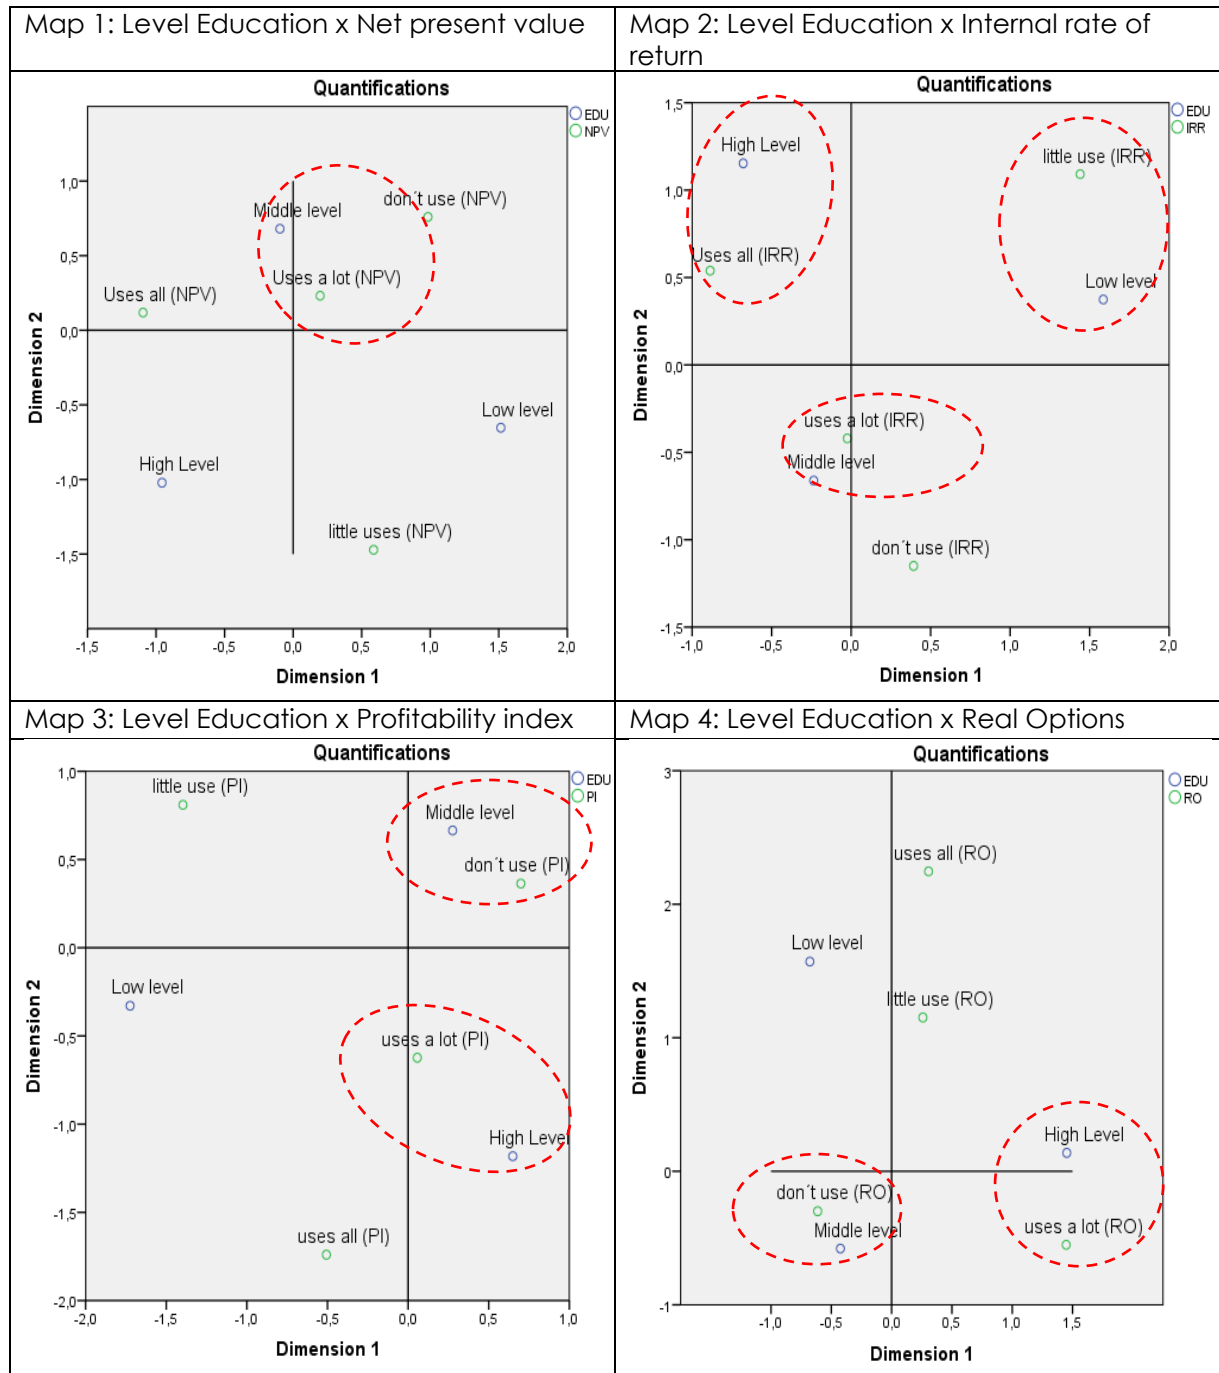 Map 1: Level Education x Net present value
Quantifications
EDU
NPV
1,0
0,5
0,0
-0,5
-1,0
-1,5
Dimension 2
Middle level
don´t use (NPV)
Uses a lot (NPV)
Uses all (NPV)
Low level
High Level
little uses (NPV)
-1,5 -1,0 -0,5 0,0 0,5 1,0 1,5 2,0
Dimension 1
Map 2: Level Education x Internal rate of
return
Quantifications
EDU
IRR
1,5
1,0
0,5
0,0
-0,5
-1,0
-1,5
Dimension 2
High Level
little use (IRR)
Uses all (IRR)
Low level
uses a lot (IRR)
Middle level
don´t use (IRR)
-1,0 -0,5 0,0 0,5 1,0 1,5 2,0
Dimension 1
Map 3: Level Education x Profitability index
Quantifications
EDU
PI
1,0
0,5
0,0
-0,5
-1,0
-1,5
-2,0
Dimension 2
little use (PI)
Middle level
don´t use (PI)
Low level
uses a lot (PI)
High Level
uses all (PI)
-2,0 -1,5 -1,0 -0,5 0,0 0,5 1,0
Dimension 1
Map 4: Level Education x Real Options
Quantifications
EDU
RO
3
2
1
0
-1
Dimension 2
uses all (RO)
Low level
little use (RO)
High Level
don´t use (RO)
Middle level
uses a lot (RO)
-1,0 -0,5 0,0 0,5 1,0 1,5
Dimension 1